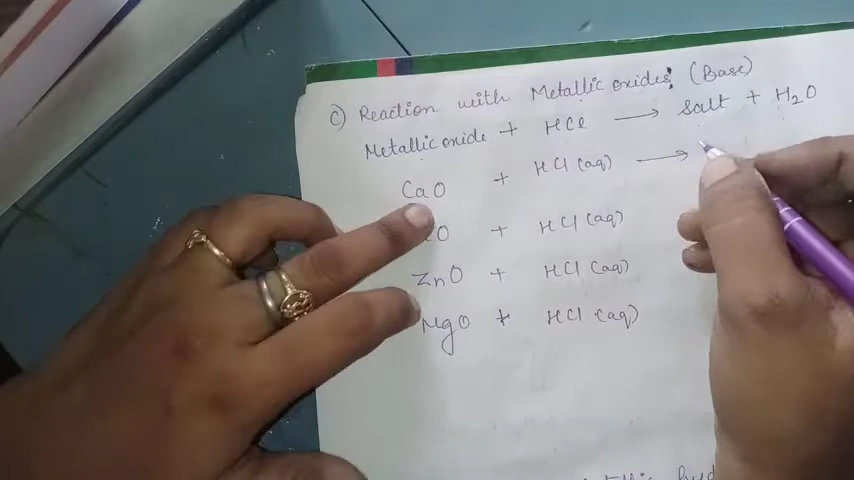 C) Reaction with Metallic oxides: (Base)
Metallic oxide + HCl → Salt + H2O
CaO + HCl (aq) →
O + HCl (aq)
ZnO + HCl (aq)
MgO + HCl (aq)